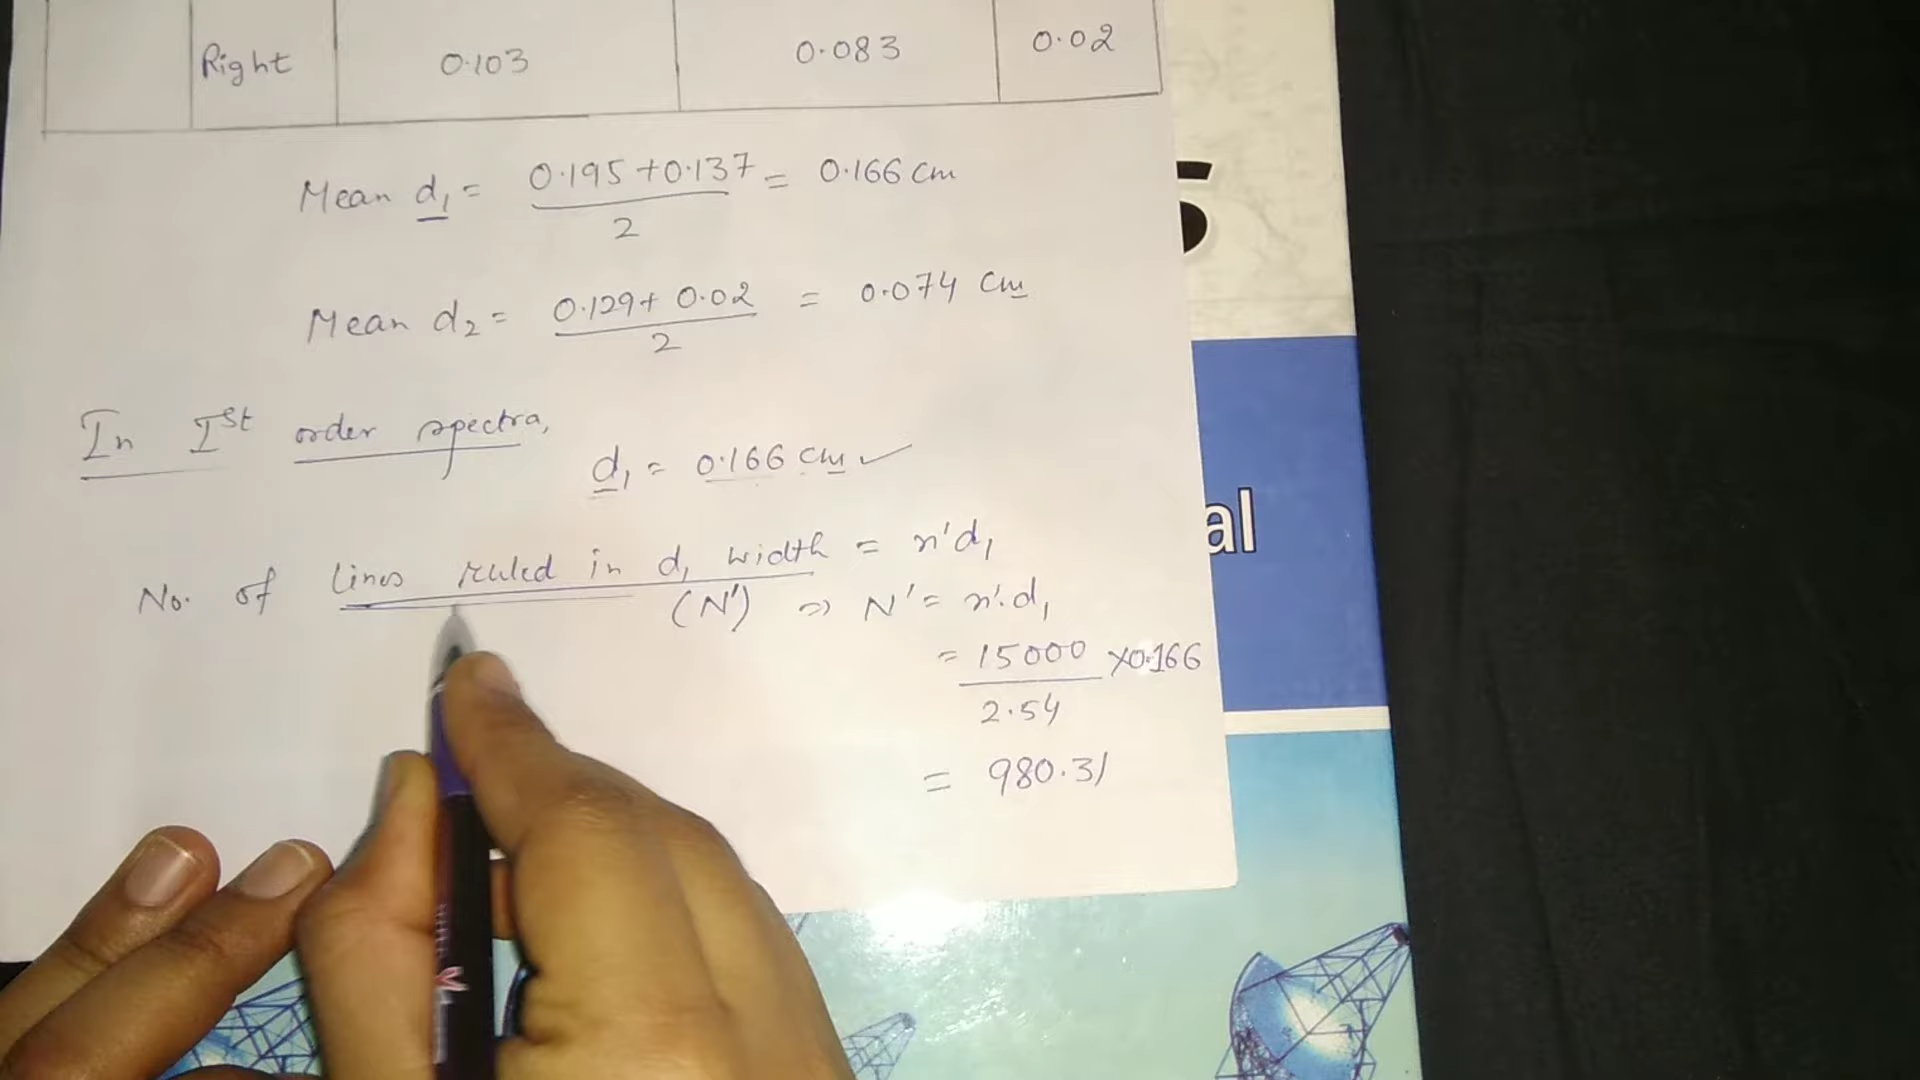 Right 0.103 0.083 0.02
Mean d₁ = 0.195 + 0.137 / 2 = 0.166 cm
Mean d₂ = 0.129 + 0.02 / 2 = 0.074 cm
In Iˢᵗ order spectra,
d₁ = 0.166 cm ✓
No. of lines ruled in d₁ width = n'd₁
(N') ⇒ N' = n'.d₁
= 15000 / 2.54 × 0.166
= 980.31
5
al